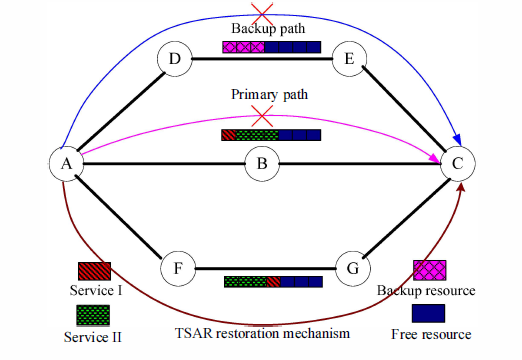 Backup path
D
E
Primary path
A
B
C
F
G
Service I
Backup resource
Service II
TSAR restoration mechanism
Free resource